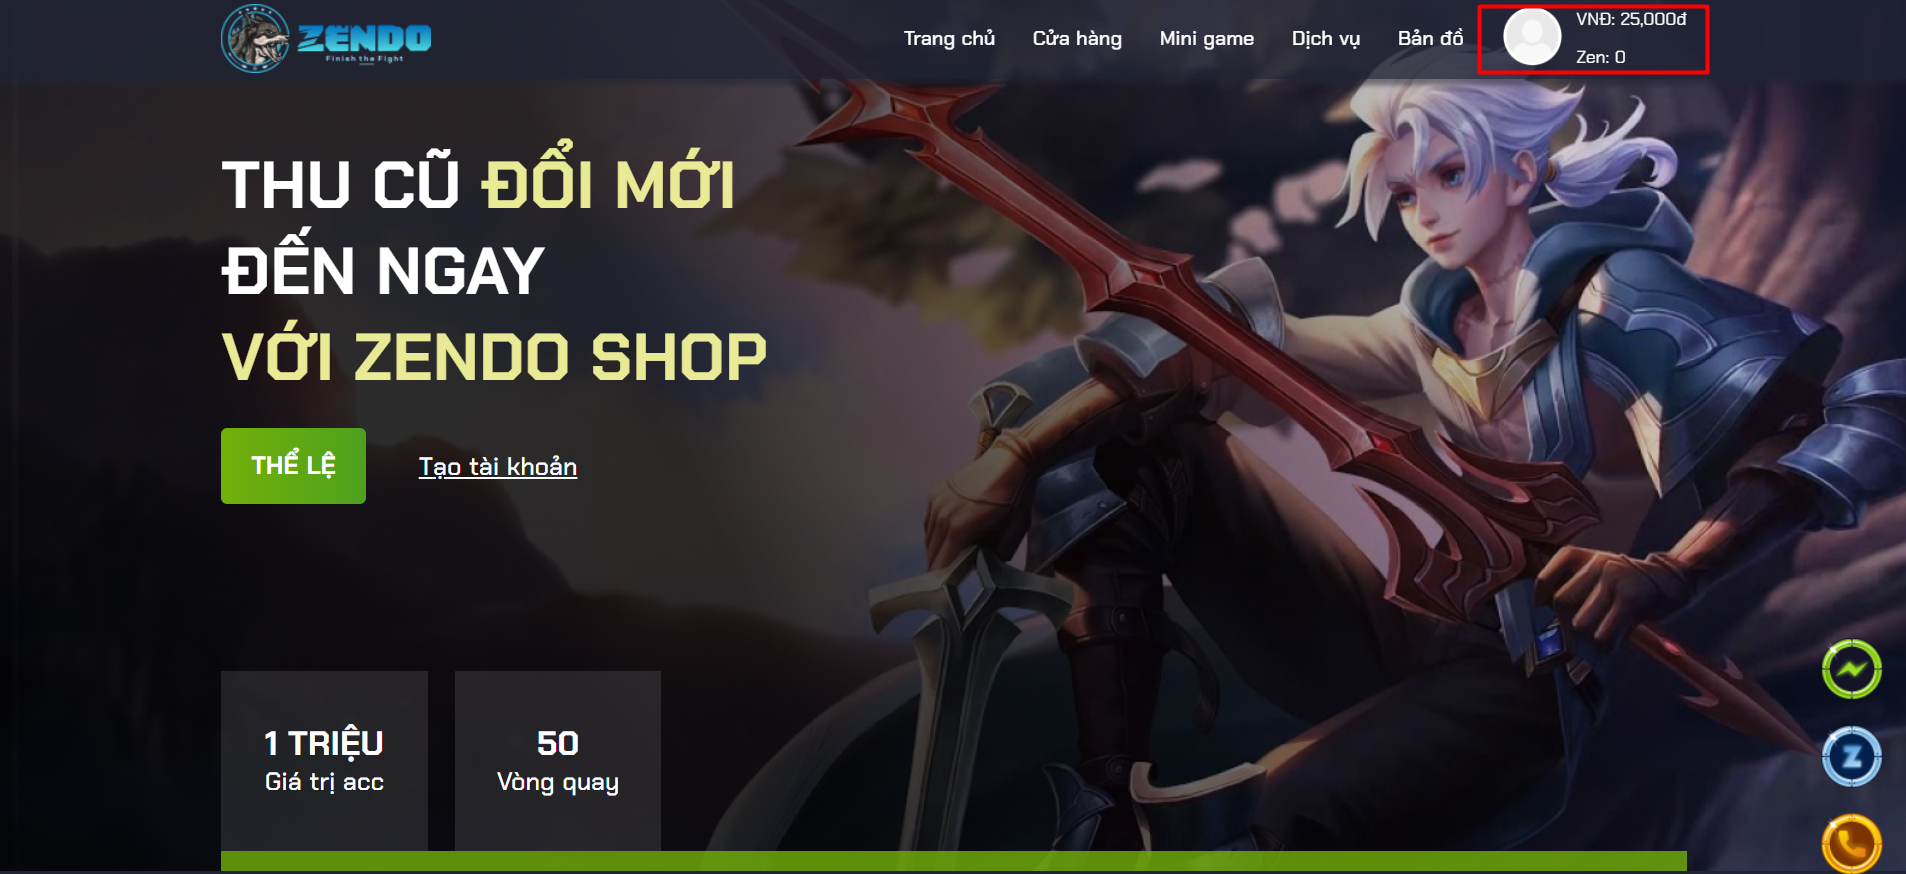 ZENDO
Finish the Fight
Trang chủ
Cửa hàng
Mini game
Dịch vụ
Bản đồ
VNĐ: 25,000đ
Zen: 0
THU CŨ ĐỔI MỚI
ĐẾN NGAY
VỚI ZENDO SHOP
THỂ LỆ
Tạo tài khoản
1 TRIỆU
Giá trị acc
50
Vòng quay
Z